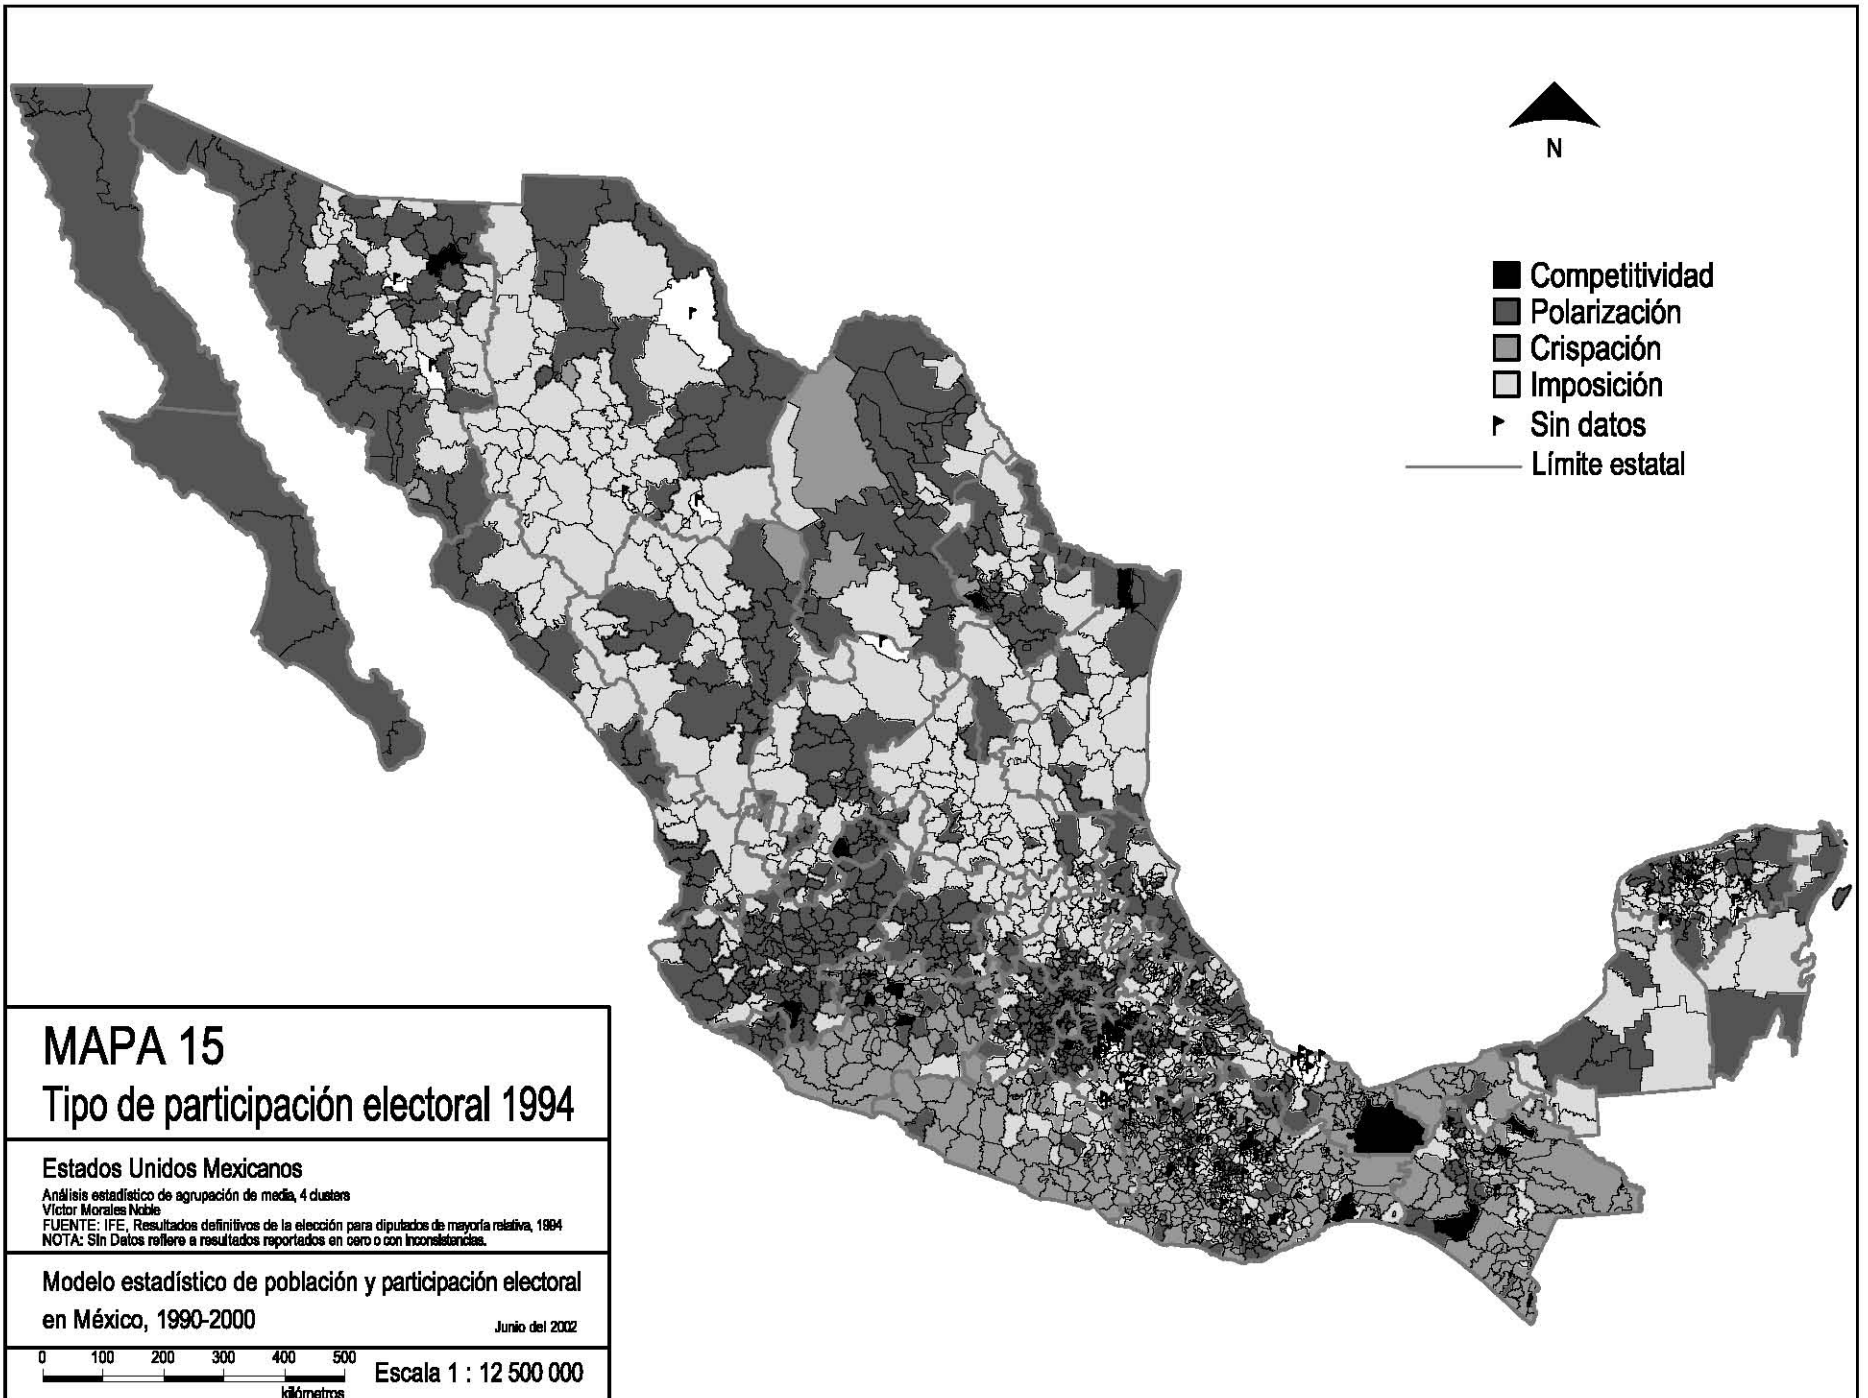 N
Competitividad
Polarización
Crispación
Imposición
Sin datos
Límite estatal
MAPA 15
Tipo de participación electoral 1994
Estados Unidos Mexicanos
Análisis estadístico de agrupación de media, 4 clusters
Víctor Morales Noble
FUENTE: IFE, Resultados definitivos de la elección para diputados de mayoría relativa, 1994
NOTA: Sin Datos refiere a resultados reportados en cero o con inconsistencias.
Modelo estadístico de población y participación electoral
en México, 1990-2000
Junio del 2002
0 100 200 300 400 500
kilómetros
Escala 1 : 12 500 000